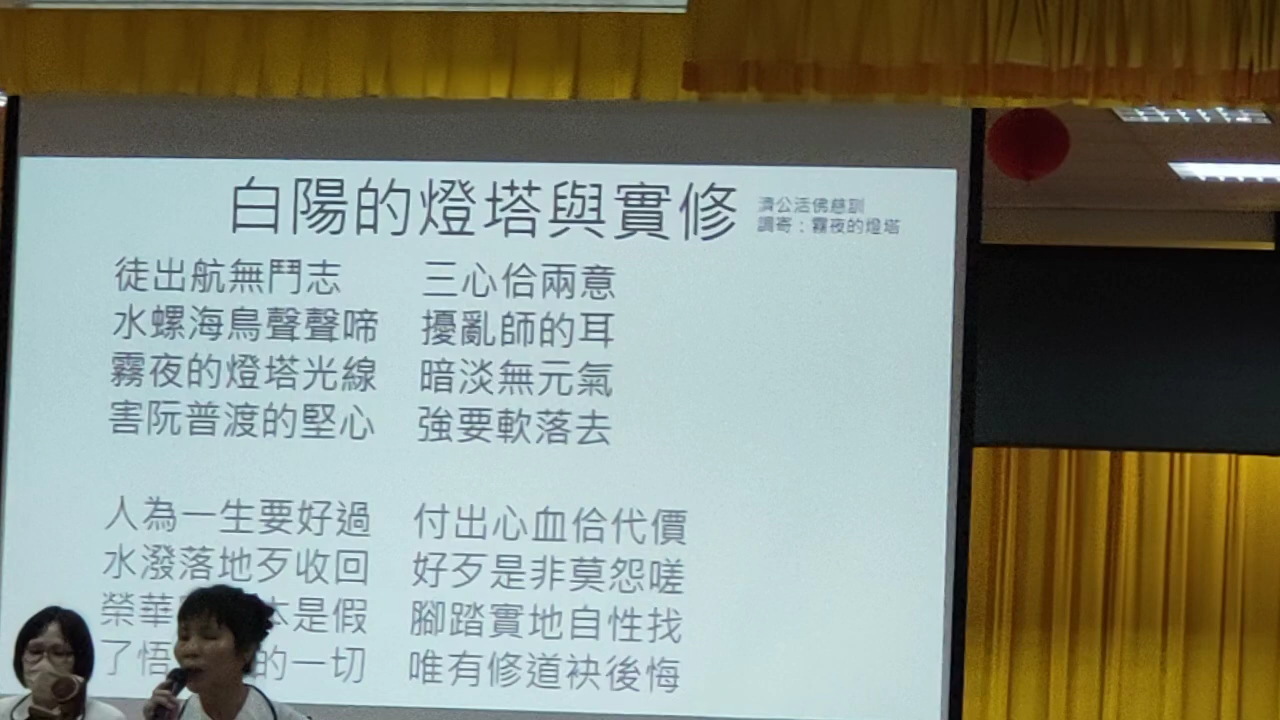 白陽的燈塔與實修
濟公活佛慈訓
調寄：霧夜的燈塔
徒出航無鬥志 三心佮兩意
水螺海鳥聲聲啼 擾亂師的耳
霧夜的燈塔光線 暗淡無元氣
害阮普渡的堅心 強要軟落去
人為一生要好過 付出心血佮代價
水潑落地歹收回 好歹是非莫怨嗟
榮華 本是假 腳踏實地自性找
了悟 的一切 唯有修道袂後悔